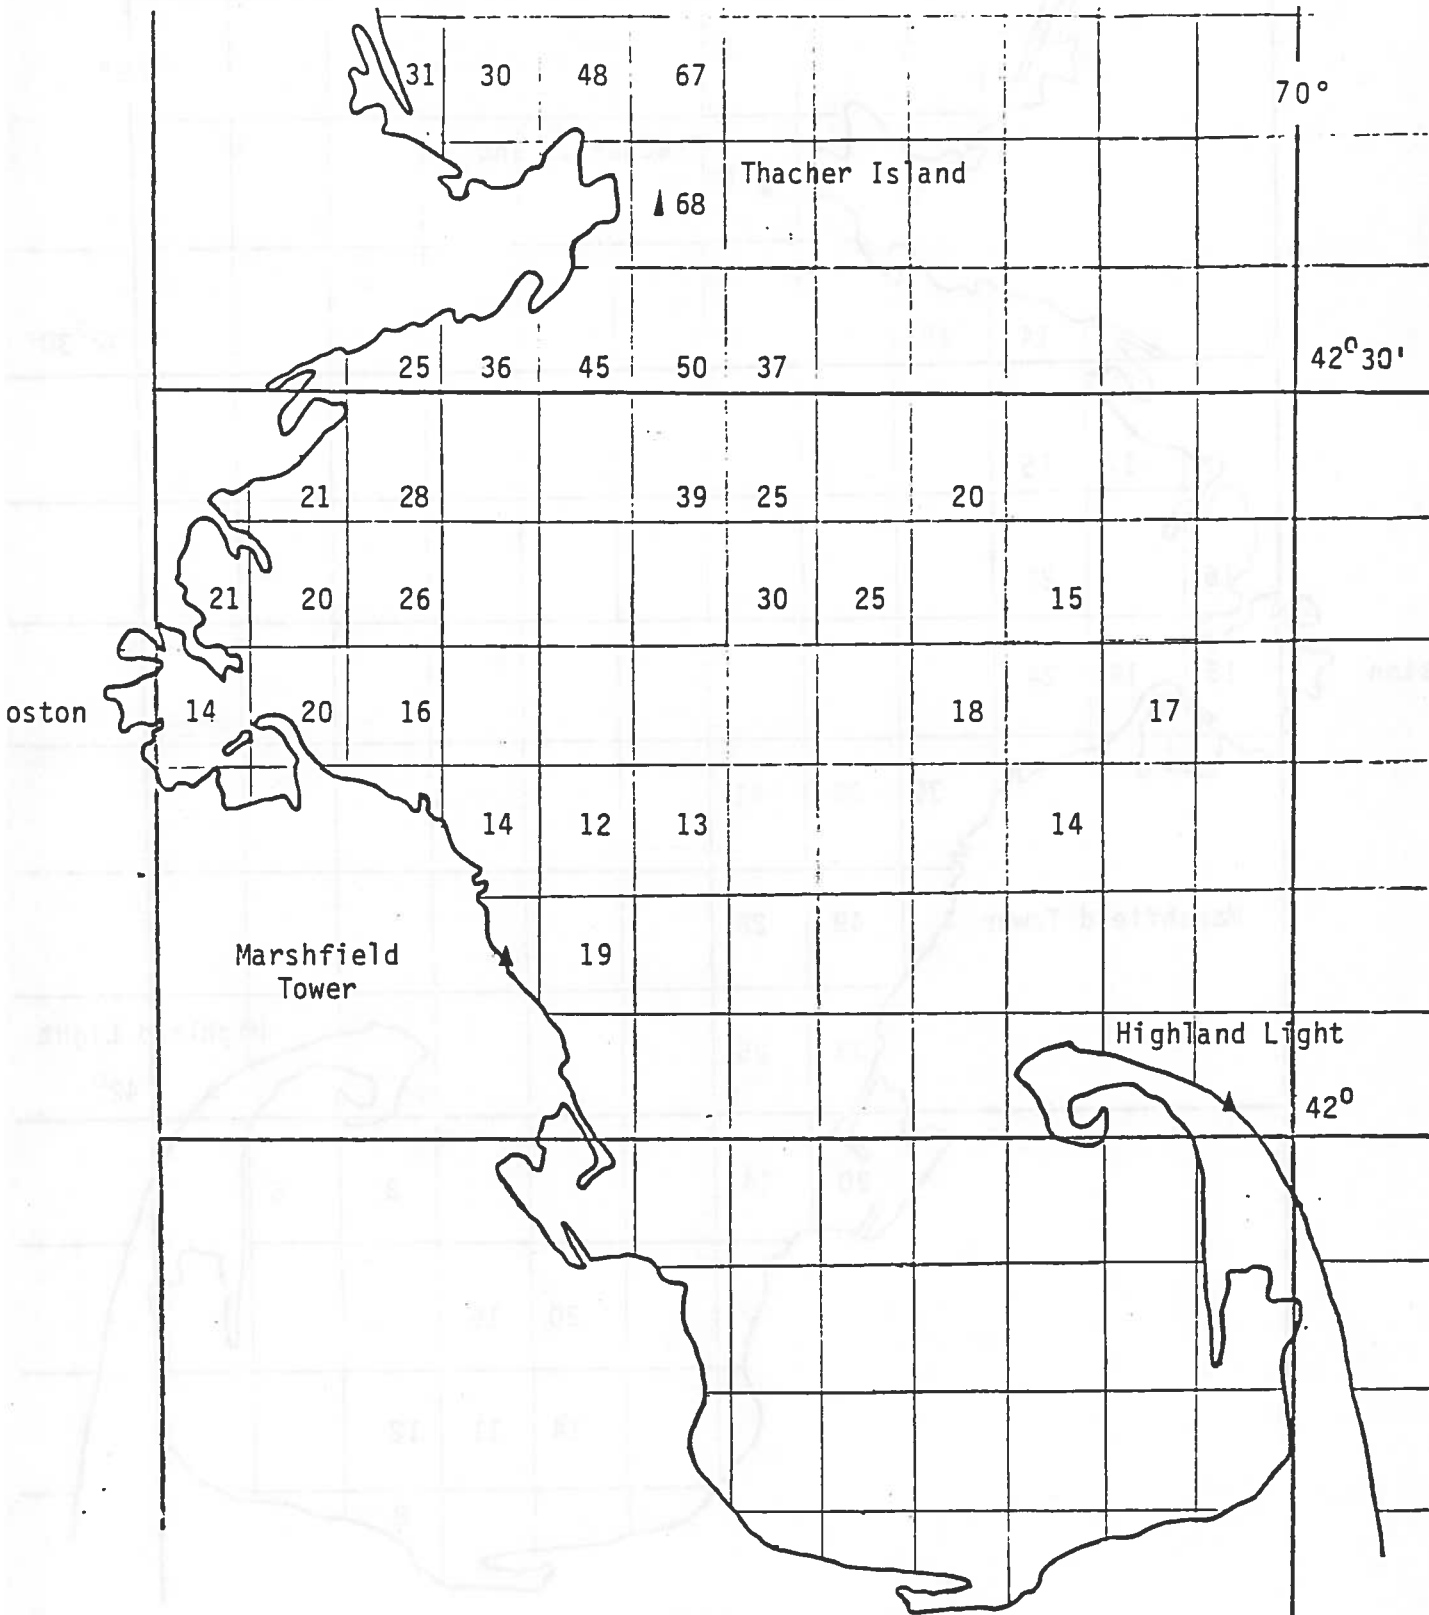 31 30 48 67
70°
Thacher Island
68
25 36 45 50 37
42° 30'
21 28 39 25 20
21 20 26 30 25 15
oston 14 20 16 18 17
14 12 13 14
Marshfield
Tower
19
Highland Light
42°